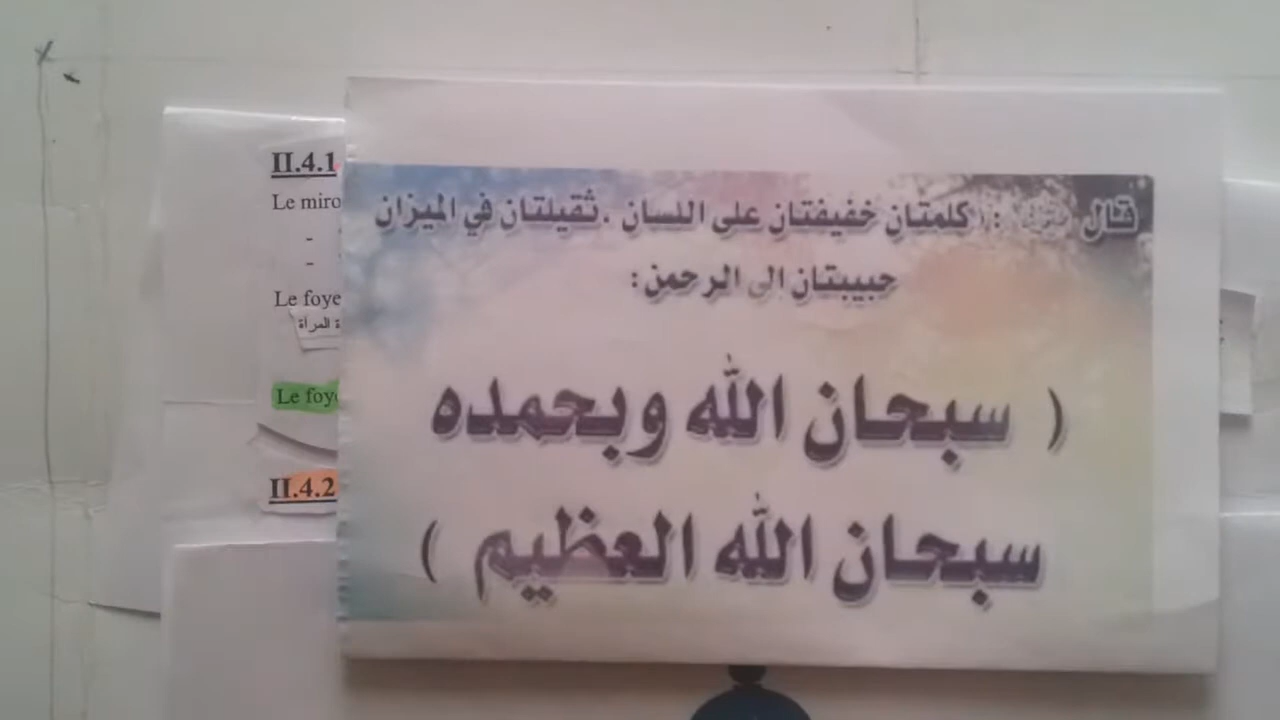 II.4.1
Le miro
-
-
Le foye
ة المرأة
Le foye
II.4.2
قال : ( كلمتان خفيفتان على اللسان . ثقيلتان في الميزان
حبيبتان الى الرحمن :
( سبحان الله وبحمده
سبحان الله العظيم )